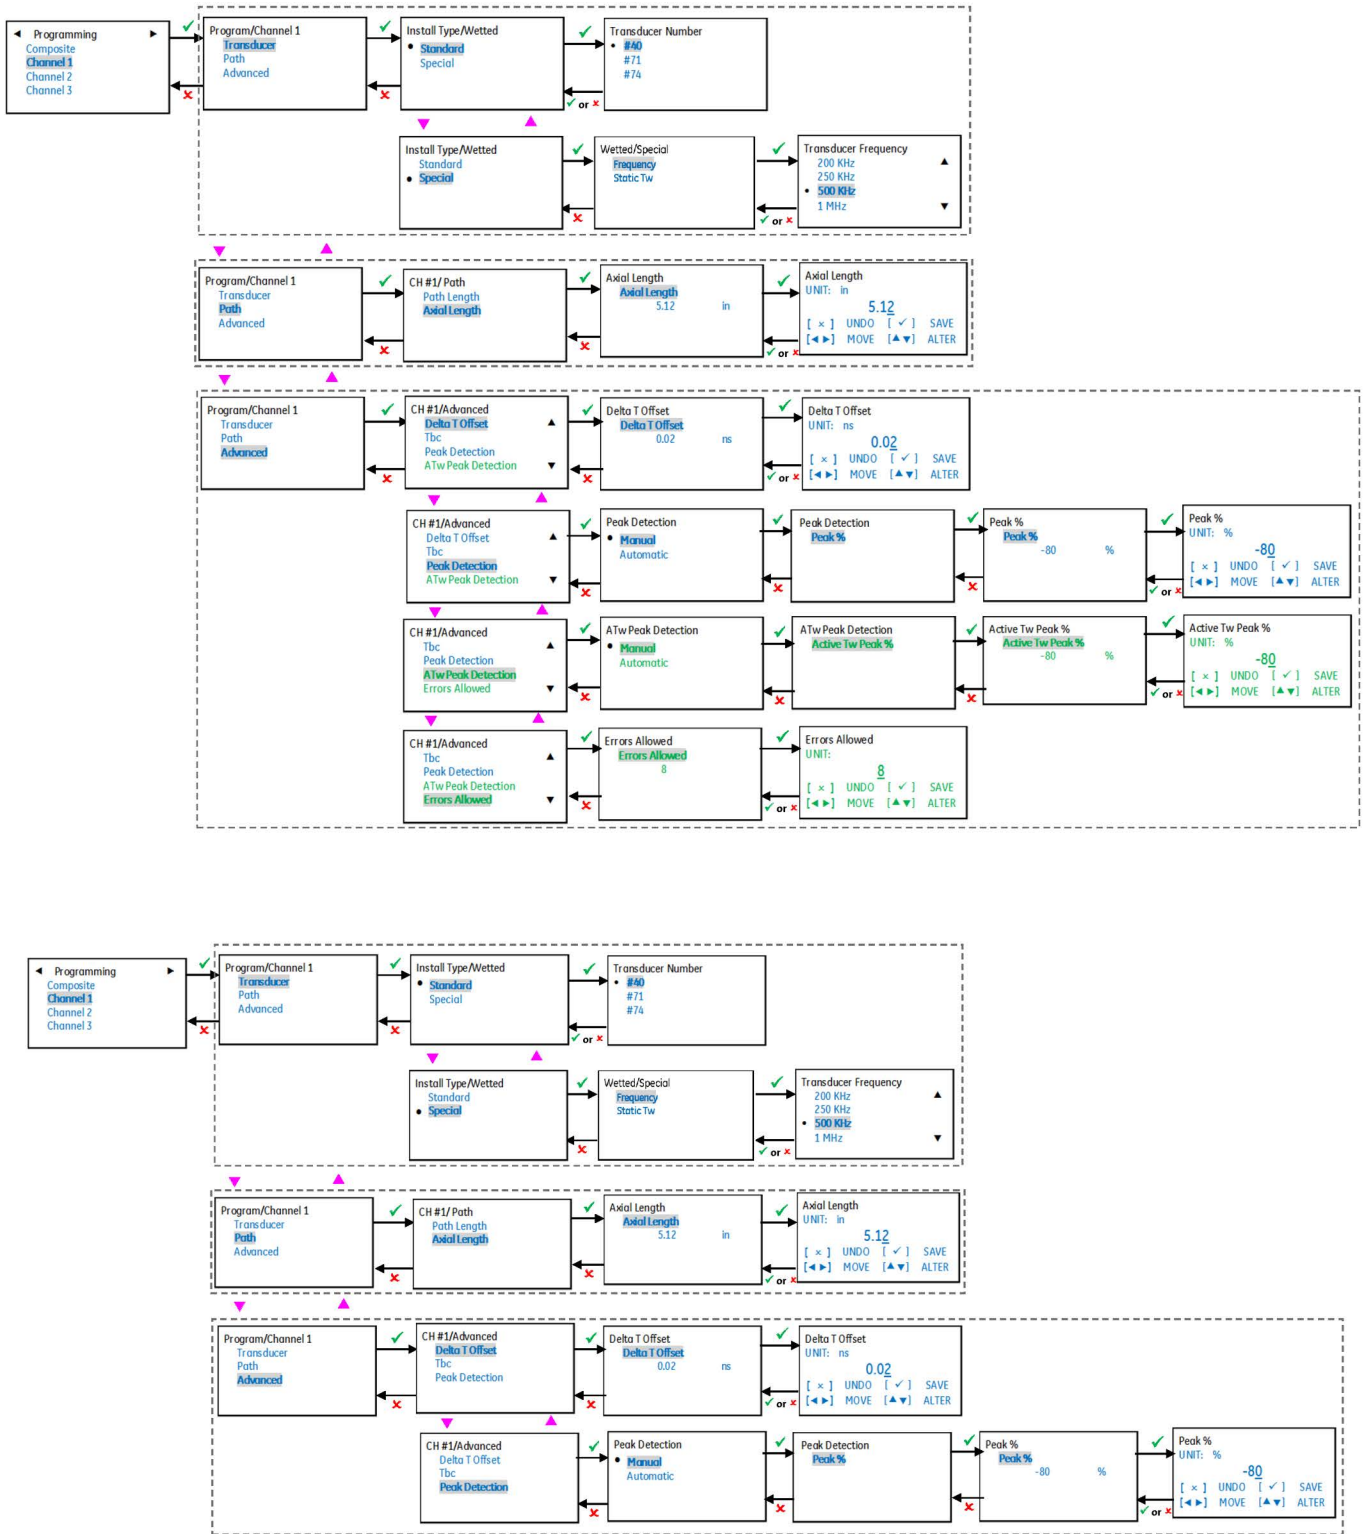 Programming
Composite
Channel 1
Channel 2
Channel 3
Program/Channel 1
Transducer
Path
Advanced
Install Type/Wetted
Standard
Special
Transducer Number
#40
#71
#74
or
Install Type/Wetted
Standard
Special
Wetted/Special
Frequency
Static Tw
Transducer Frequency
200 KHz
250 KHz
500 KHz
1 MHz
or
Program/Channel 1
Transducer
Path
Advanced
CH #1/ Path
Path Length
Axial Length
Axial Length
Axial Length
5.12 in
Axial Length
UNIT: in
5.12
[ × ] UNDO [ ✓ ] SAVE
[◄ ►] MOVE [▲▼] ALTER
or
Program/Channel 1
Transducer
Path
Advanced
CH #1/Advanced
Delta T Offset
Tbc
Peak Detection
ATw Peak Detection
Delta T Offset
Delta T Offset
0.02 ns
Delta T Offset
UNIT: ns
0.02
[ × ] UNDO [ ✓ ] SAVE
[◄ ►] MOVE [▲▼] ALTER
or
CH #1/Advanced
Delta T Offset
Tbc
Peak Detection
ATw Peak Detection
Peak Detection
Manual
Automatic
Peak Detection
Peak %
Peak %
Peak %
-80 %
Peak %
UNIT: %
-80
[ × ] UNDO [ ✓ ] SAVE
[◄ ►] MOVE [▲▼] ALTER
or
CH #1/Advanced
Tbc
Peak Detection
ATw Peak Detection
Errors Allowed
ATw Peak Detection
Manual
Automatic
ATw Peak Detection
Active Tw Peak %
Active Tw Peak %
Active Tw Peak %
-80 %
Active Tw Peak %
UNIT: %
-80
[ × ] UNDO [ ✓ ] SAVE
[◄ ►] MOVE [▲▼] ALTER
or
CH #1/Advanced
Tbc
Peak Detection
ATw Peak Detection
Errors Allowed
Errors Allowed
Errors Allowed
8
Errors Allowed
UNIT:
8
[ × ] UNDO [ ✓ ] SAVE
[◄ ►] MOVE [▲▼] ALTER
or
Programming
Composite
Channel 1
Channel 2
Channel 3
Program/Channel 1
Transducer
Path
Advanced
Install Type/Wetted
Standard
Special
Transducer Number
#40
#71
#74
or
Install Type/Wetted
Standard
Special
Wetted/Special
Frequency
Static Tw
Transducer Frequency
200 KHz
250 KHz
500 KHz
1 MHz
or
Program/Channel 1
Transducer
Path
Advanced
CH #1/ Path
Path Length
Axial Length
Axial Length
Axial Length
5.12 in
Axial Length
UNIT: in
5.12
[ × ] UNDO [ ✓ ] SAVE
[◄ ►] MOVE [▲▼] ALTER
or
Program/Channel 1
Transducer
Path
Advanced
CH #1/Advanced
Delta T Offset
Tbc
Peak Detection
Delta T Offset
Delta T Offset
0.02 ns
Delta T Offset
UNIT: ns
0.02
[ × ] UNDO [ ✓ ] SAVE
[◄ ►] MOVE [▲▼] ALTER
or
CH #1/Advanced
Delta T Offset
Tbc
Peak Detection
Peak Detection
Manual
Automatic
Peak Detection
Peak %
Peak %
Peak %
-80 %
Peak %
UNIT: %
-80
[ × ] UNDO [ ✓ ] SAVE
[◄ ►] MOVE [▲▼] ALTER
or